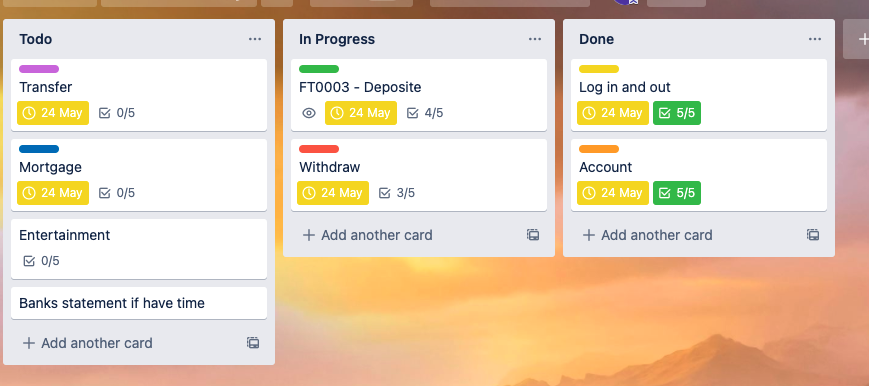 Todo
Transfer
24 May
0/5
Mortgage
24 May
0/5
Entertainment
0/5
Banks statement if have time
Add another card
In Progress
FT0003 - Deposite
24 May
4/5
Withdraw
24 May
3/5
Add another card
Done
Log in and out
24 May
5/5
Account
24 May
5/5
Add another card